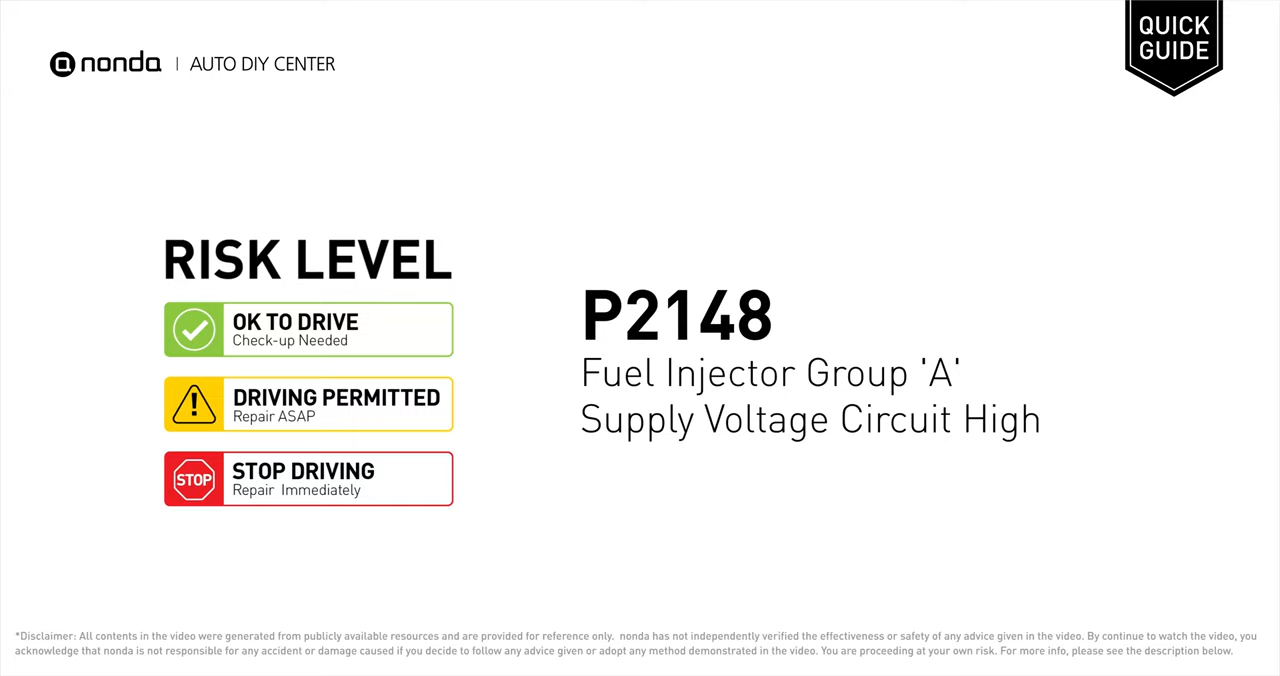 nonda | AUTO DIY CENTER
QUICK
GUIDE
RISK LEVEL
OK TO DRIVE
Check-up Needed
DRIVING PERMITTED
Repair ASAP
STOP
STOP DRIVING
Repair Immediately
P2148
Fuel Injector Group 'A'
Supply Voltage Circuit High
*Disclaimer: All contents in the video were generated from publicly available resources and are provided for reference only. nonda has not independently verified the effectiveness or safety of any advice given in the video. By continue to watch the video, you
acknowledge that nonda is not responsible for any accident or damage caused if you decide to follow any advice given or adopt any method demonstrated in the video. You are proceeding at your own risk. For more info, please see the description below.